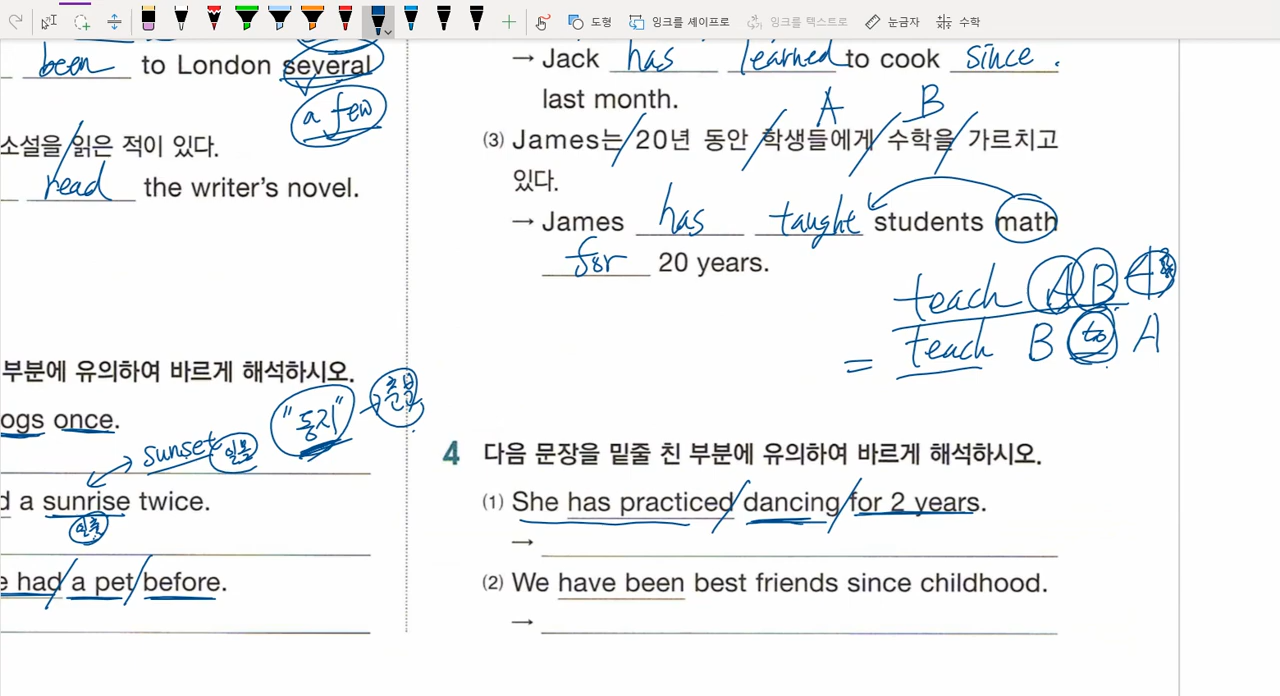 도형 잉크를 셰이프로 잉크를 텍스트로 눈금자 수학
been to London several
a few
소설을 읽은 적이 있다.
read the writer's novel.
부분에 유의하여 바르게 해석하시오.
ogs once.
"둥지" →
sunset 일몰
d a sunrise twice.
일출
e had a pet before.
→ Jack has learned to cook since.
last month.
A B
(3) James는 20년 동안 학생들에게 수학을 가르치고
있다.
→ James has taught students math
for 20 years.
teach A B
= teach B to A
4 다음 문장을 밑줄 친 부분에 유의하여 바르게 해석하시오.
(1) She has practiced dancing for 2 years.
→
(2) We have been best friends since childhood.
→